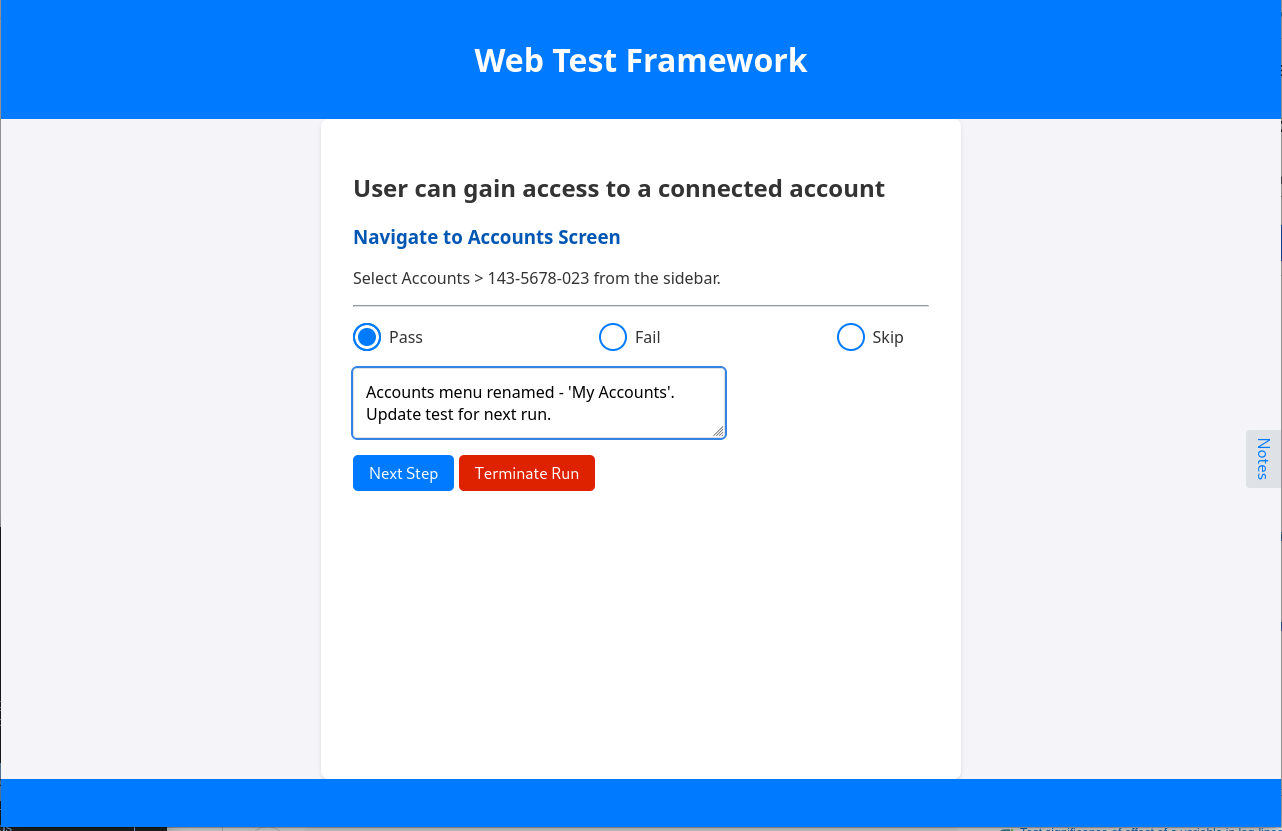 Web Test Framework
User can gain access to a connected account
Navigate to Accounts Screen
Select Accounts > 143-5678-023 from the sidebar.
Pass
Fail
Skip
Accounts menu renamed - 'My Accounts'.
Update test for next run.
Next Step
Terminate Run
Notes